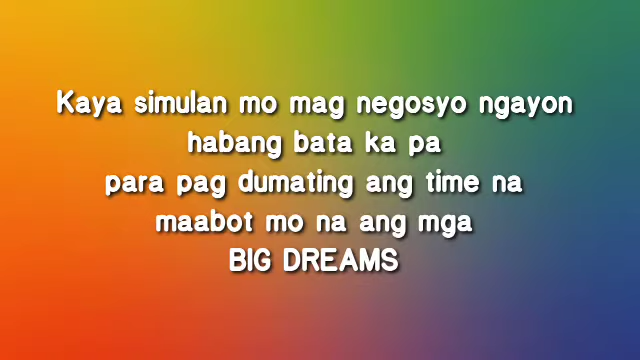 Kaya simulan mo mag negosyo ngayon
habang bata ka pa
para pag dumating ang time na
maabot mo na ang mga
BIG DREAMS